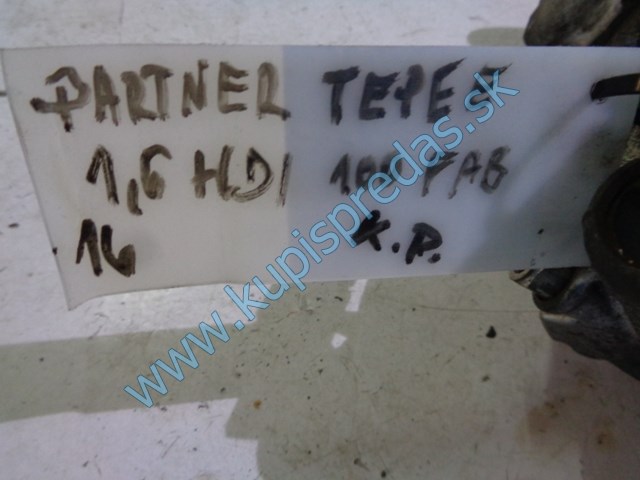 PARTNER TEPEE
1,6 HDI
16 K.P.
www.kupispredas.sk